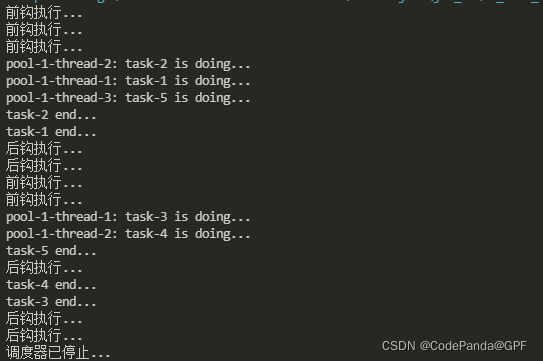 前钩执行...
前钩执行...
前钩执行...
pool-1-thread-2: task-2 is doing...
pool-1-thread-1: task-1 is doing...
pool-1-thread-3: task-5 is doing...
task-2 end...
task-1 end...
后钩执行...
后钩执行...
前钩执行...
前钩执行...
pool-1-thread-1: task-3 is doing...
pool-1-thread-2: task-4 is doing...
task-5 end...
后钩执行...
task-4 end...
task-3 end...
后钩执行...
后钩执行...
调度器已停止...
CSDN @CodePanda@GPF